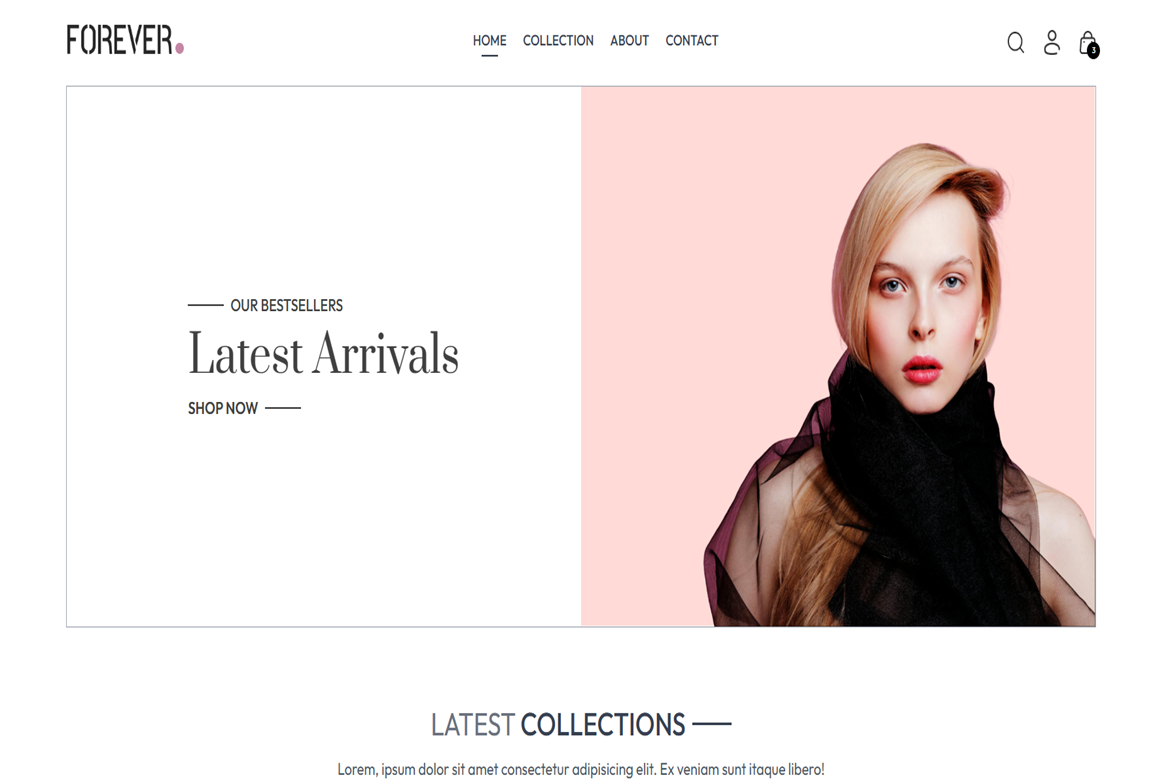 FOREVER.
HOME COLLECTION ABOUT CONTACT
3
OUR BESTSELLERS
Latest Arrivals
SHOP NOW
LATEST COLLECTIONS
Lorem, ipsum dolor sit amet consectetur adipisicing elit. Ex veniam sunt itaque libero!